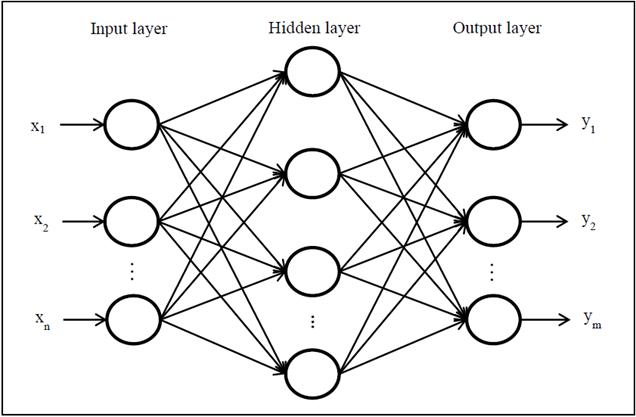 Input layer Hidden layer Output layer
x1 y1
x2 y2
⋮ ⋮
xn ym
⋮